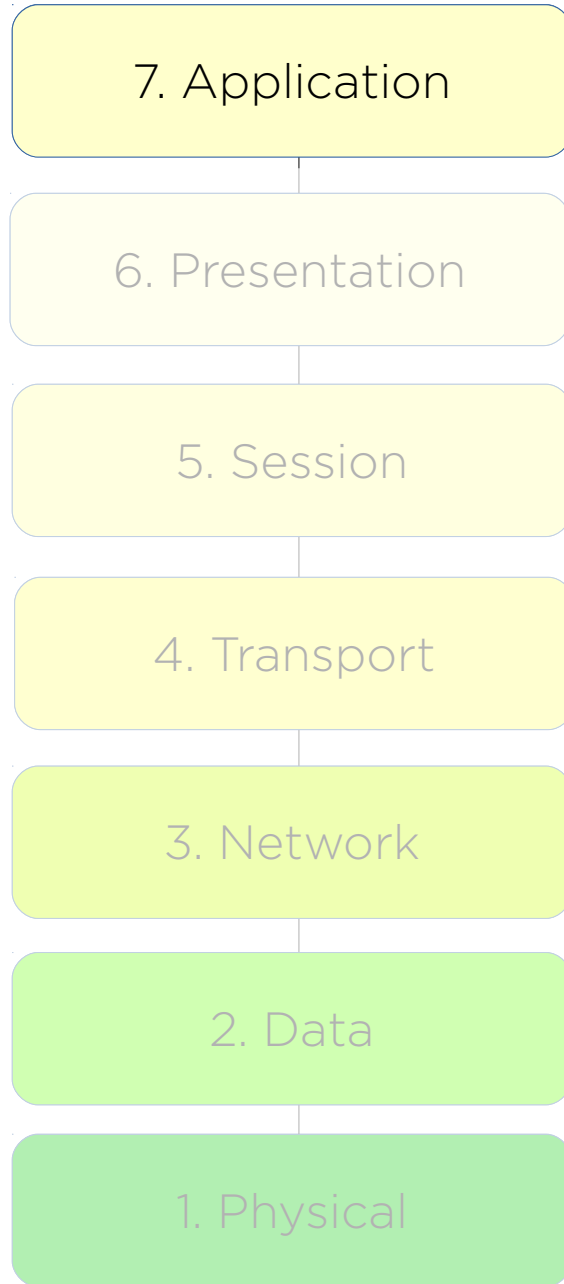 7. Application
6. Presentation
5. Session
4. Transport
3. Network
2. Data
1. Physical